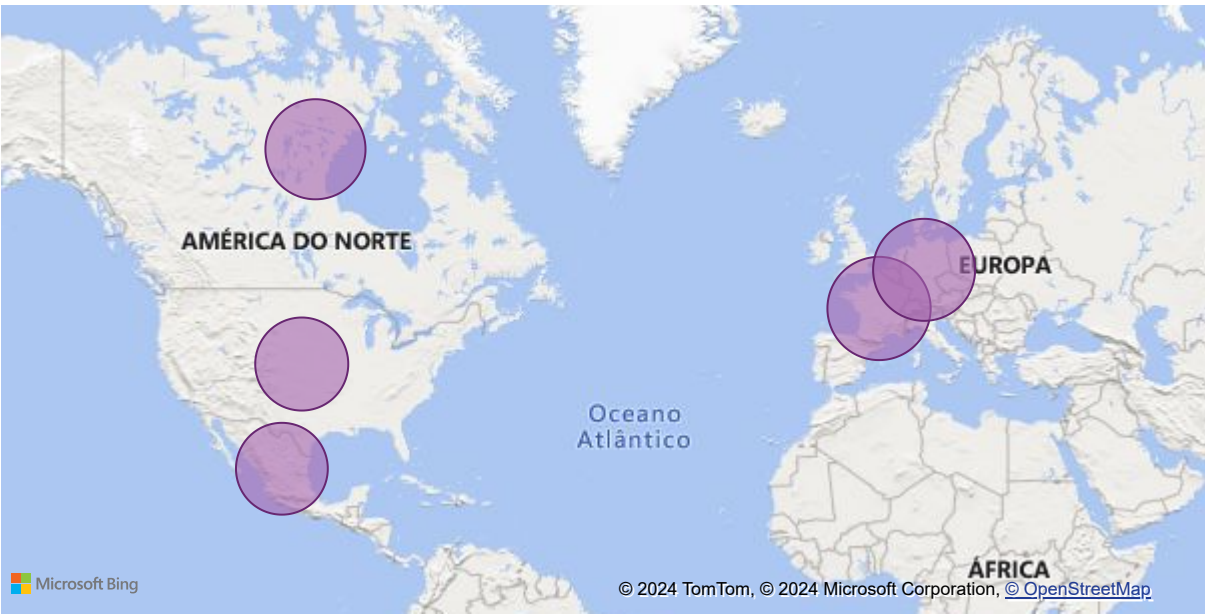 AMÉRICA DO NORTE
EUROPA
Oceano
Atlântico
ÁFRICA
Microsoft Bing
© 2024 TomTom, © 2024 Microsoft Corporation, © OpenStreetMap